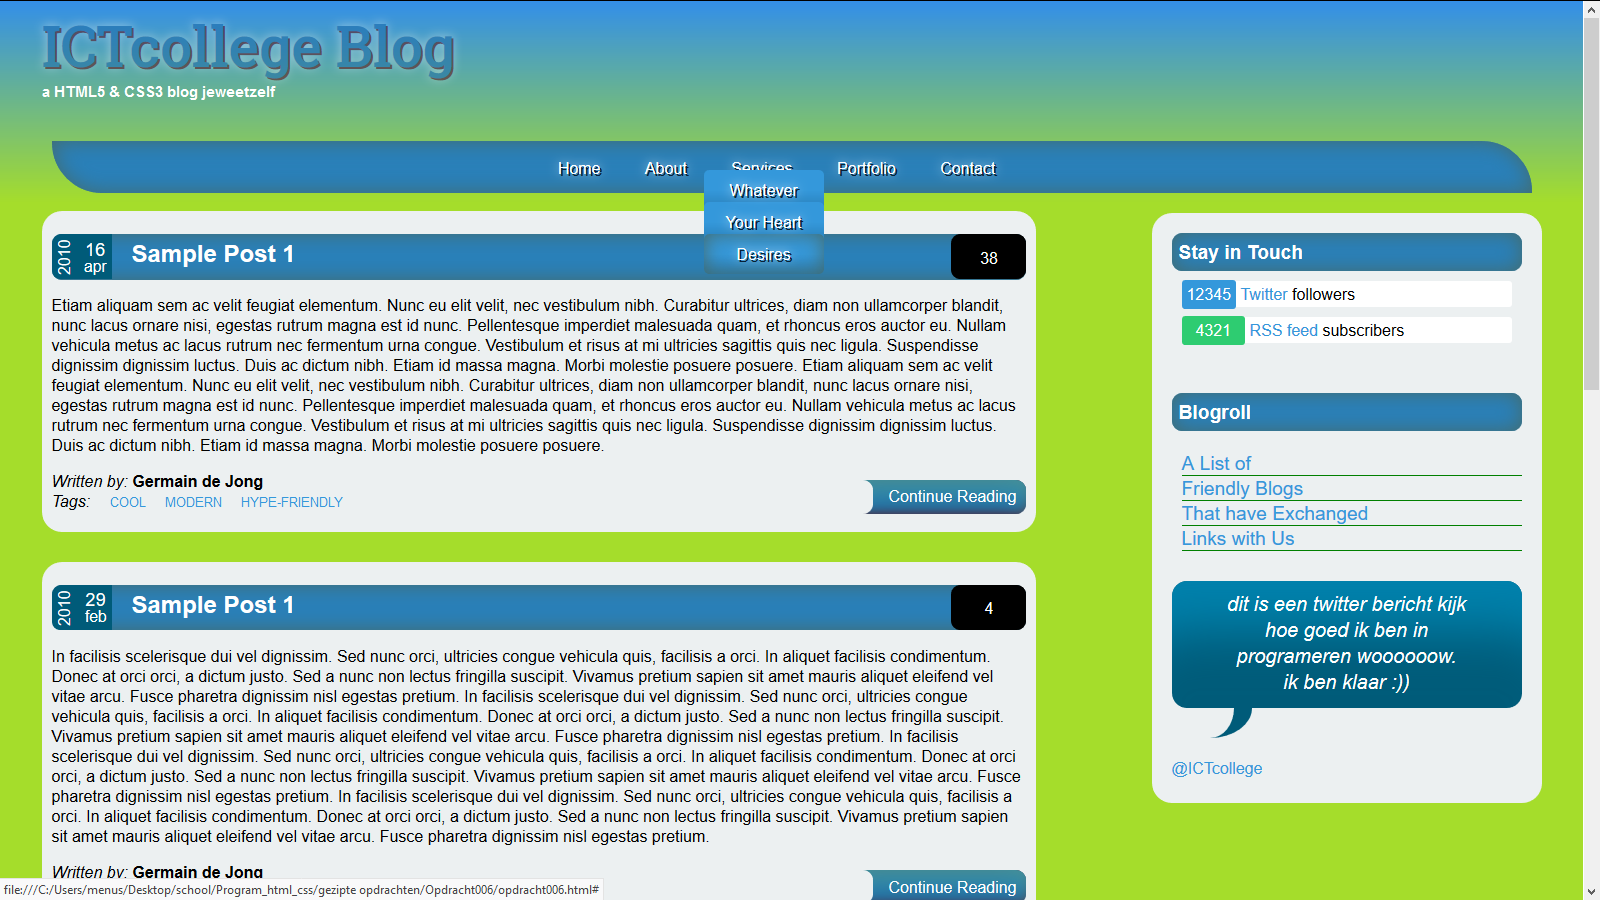 ICTcollege Blog
a HTML5 & CSS3 blog jeweetzelf
Home About Services Portfolio Contact
Whatever
Your Heart
Desires
2010 16 apr
Sample Post 1
38
Etiam aliquam sem ac velit feugiat elementum. Nunc eu elit velit, nec vestibulum nibh. Curabitur ultrices, diam non ullamcorper blandit,
nunc lacus ornare nisi, egestas rutrum magna est id nunc. Pellentesque imperdiet malesuada quam, et rhoncus eros auctor eu. Nullam
vehicula metus ac lacus rutrum nec fermentum urna congue. Vestibulum et risus at mi ultricies sagittis quis nec ligula. Suspendisse
dignissim dignissim luctus. Duis ac dictum nibh. Etiam id massa magna. Morbi molestie posuere posuere. Etiam aliquam sem ac velit
feugiat elementum. Nunc eu elit velit, nec vestibulum nibh. Curabitur ultrices, diam non ullamcorper blandit, nunc lacus ornare nisi,
egestas rutrum magna est id nunc. Pellentesque imperdiet malesuada quam, et rhoncus eros auctor eu. Nullam vehicula metus ac lacus
rutrum nec fermentum urna congue. Vestibulum et risus at mi ultricies sagittis quis nec ligula. Suspendisse dignissim dignissim luctus.
Duis ac dictum nibh. Etiam id massa magna. Morbi molestie posuere posuere.
Written by: Germain de Jong
Tags: COOL MODERN HYPE-FRIENDLY
Continue Reading
2010 29 feb
Sample Post 1
4
In facilisis scelerisque dui vel dignissim. Sed nunc orci, ultricies congue vehicula quis, facilisis a orci. In aliquet facilisis condimentum.
Donec at orci orci, a dictum justo. Sed a nunc non lectus fringilla suscipit. Vivamus pretium sapien sit amet mauris aliquet eleifend vel
vitae arcu. Fusce pharetra dignissim nisl egestas pretium. In facilisis scelerisque dui vel dignissim. Sed nunc orci, ultricies congue
vehicula quis, facilisis a orci. In aliquet facilisis condimentum. Donec at orci orci, a dictum justo. Sed a nunc non lectus fringilla suscipit.
Vivamus pretium sapien sit amet mauris aliquet eleifend vel vitae arcu. Fusce pharetra dignissim nisl egestas pretium. In facilisis
scelerisque dui vel dignissim. Sed nunc orci, ultricies congue vehicula quis, facilisis a orci. In aliquet facilisis condimentum. Donec at orci
orci, a dictum justo. Sed a nunc non lectus fringilla suscipit. Vivamus pretium sapien sit amet mauris aliquet eleifend vel vitae arcu. Fusce
pharetra dignissim nisl egestas pretium. In facilisis scelerisque dui vel dignissim. Sed nunc orci, ultricies congue vehicula quis, facilisis a
orci. In aliquet facilisis condimentum. Donec at orci orci, a dictum justo. Sed a nunc non lectus fringilla suscipit. Vivamus pretium sapien
sit amet mauris aliquet eleifend vel vitae arcu. Fusce pharetra dignissim nisl egestas pretium.
Written by: Germain de Jong
Continue Reading
Stay in Touch
12345 Twitter followers
4321 RSS feed subscribers
Blogroll
A List of
Friendly Blogs
That have Exchanged
Links with Us
dit is een twitter bericht kijk
hoe goed ik ben in
programeren woooooow.
ik ben klaar :))
@ICTcollege
file:///C:/Users/menus/Desktop/school/Program_html_css/gezipte opdrachten/Opdracht006/opdracht006.html#